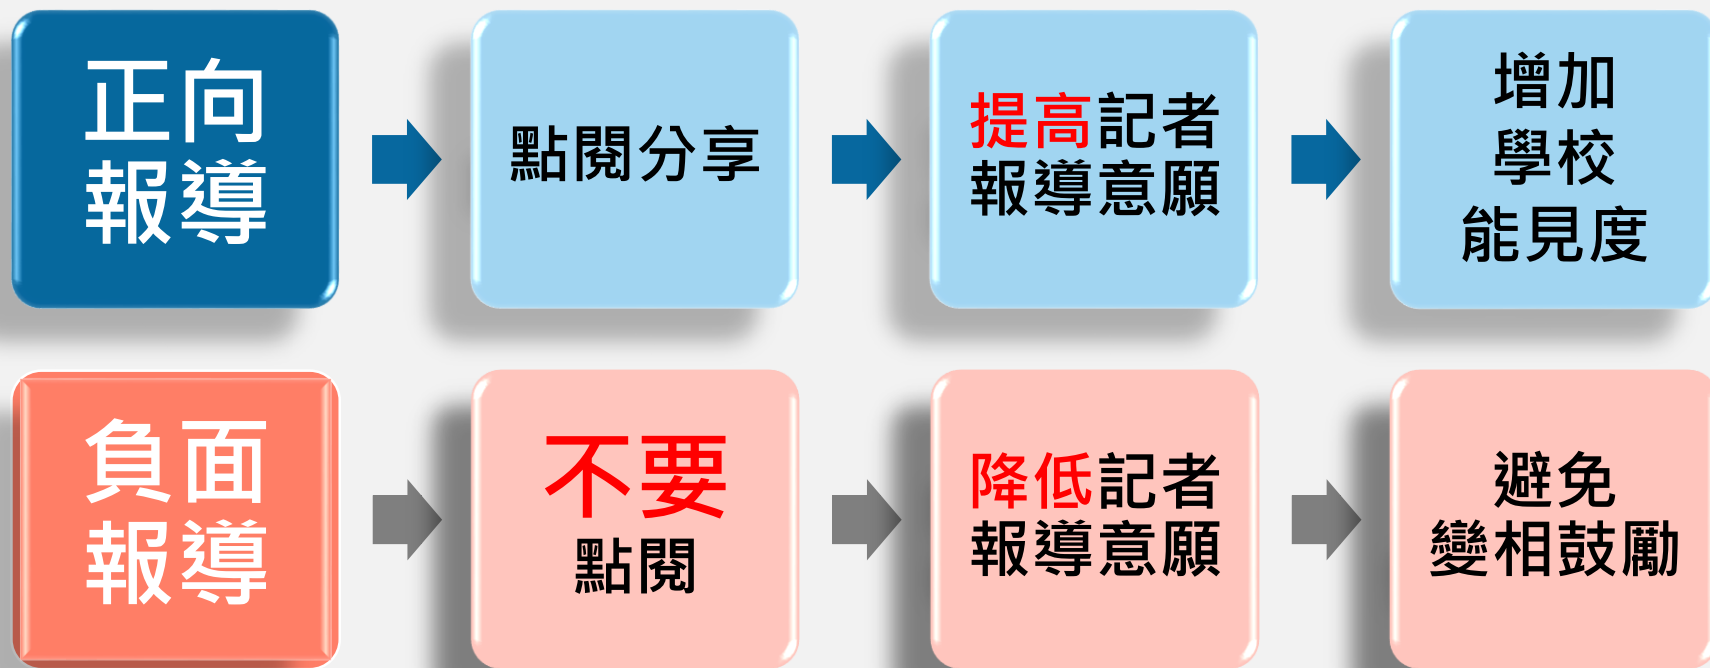 正向
報導
點閱分享
提高記者
報導意願
增加
學校
能見度
負面
報導
不要
點閱
降低記者
報導意願
避免
變相鼓勵